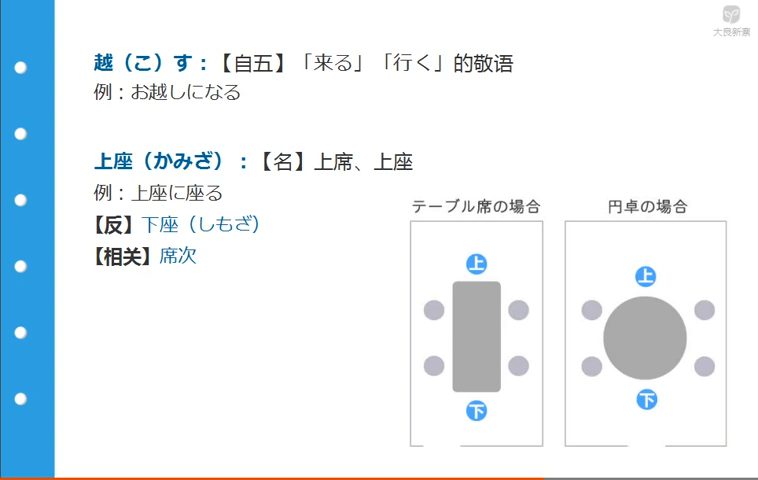 大良新寨
越（こ）す：【自五】「来る」「行く」的敬语
例：お越しになる
上座（かみざ）：【名】上席、上座
例：上座に座る
【反】下座（しもざ）
【相关】席次
テーブル席の場合
円卓の場合
上
上
下
下